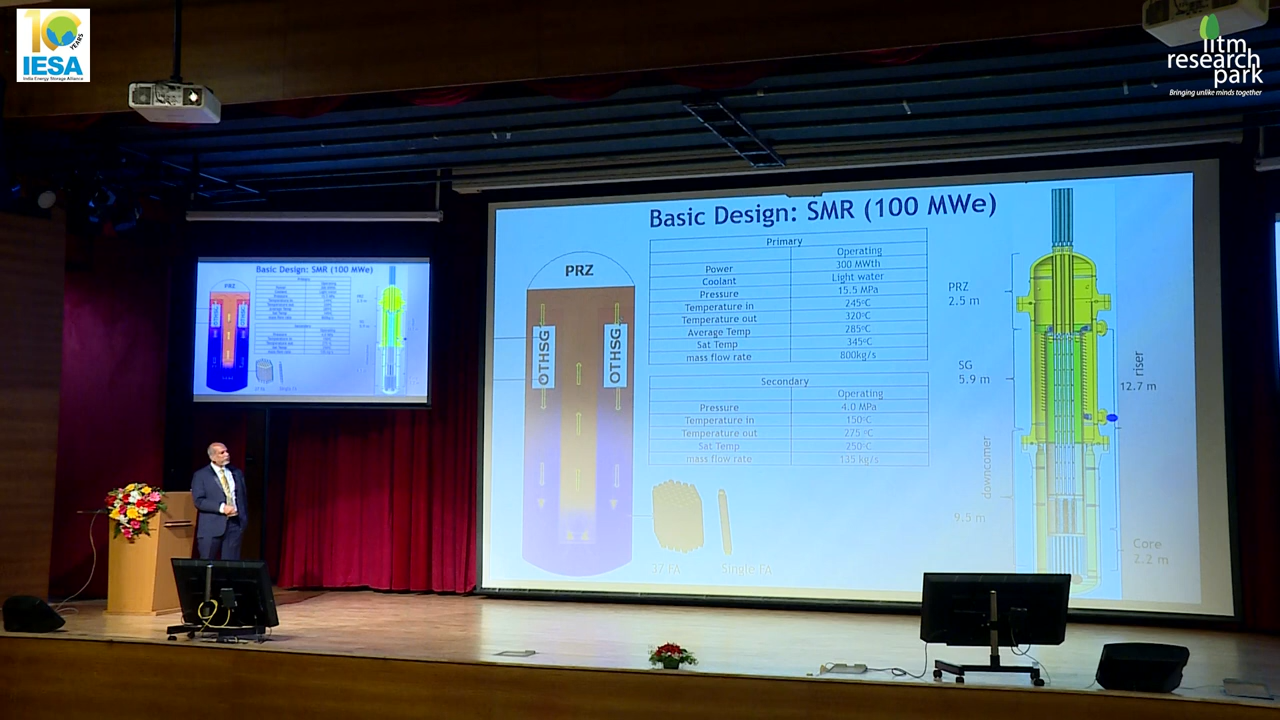 10 YEARS
IESA
India Energy Storage Alliance
iitm
research
park
Bringing unlike minds together
Basic Design: SMR (100 MWe)
PRZ
OTHSG
OTHSG
Primary
Operating
Power 300 MWth
Coolant Light water
Pressure 15.5 MPa
Temperature in 245°C
Temperature out 320°C
Average Temp 285°C
Sat Temp 345°C
mass flow rate 800kg/s
Secondary
Operating
Pressure 4.0 MPa
Temperature in 150°C
Temperature out 275 °C
Sat Temp 250°C
mass flow rate 135 kg/s
37 FA
Single FA
PRZ
2.5 m
SG
5.9 m
riser
12.7 m
downcomer
9.5 m
Core
2.2 m
Basic Design: SMR (100 MWe)
PRZ